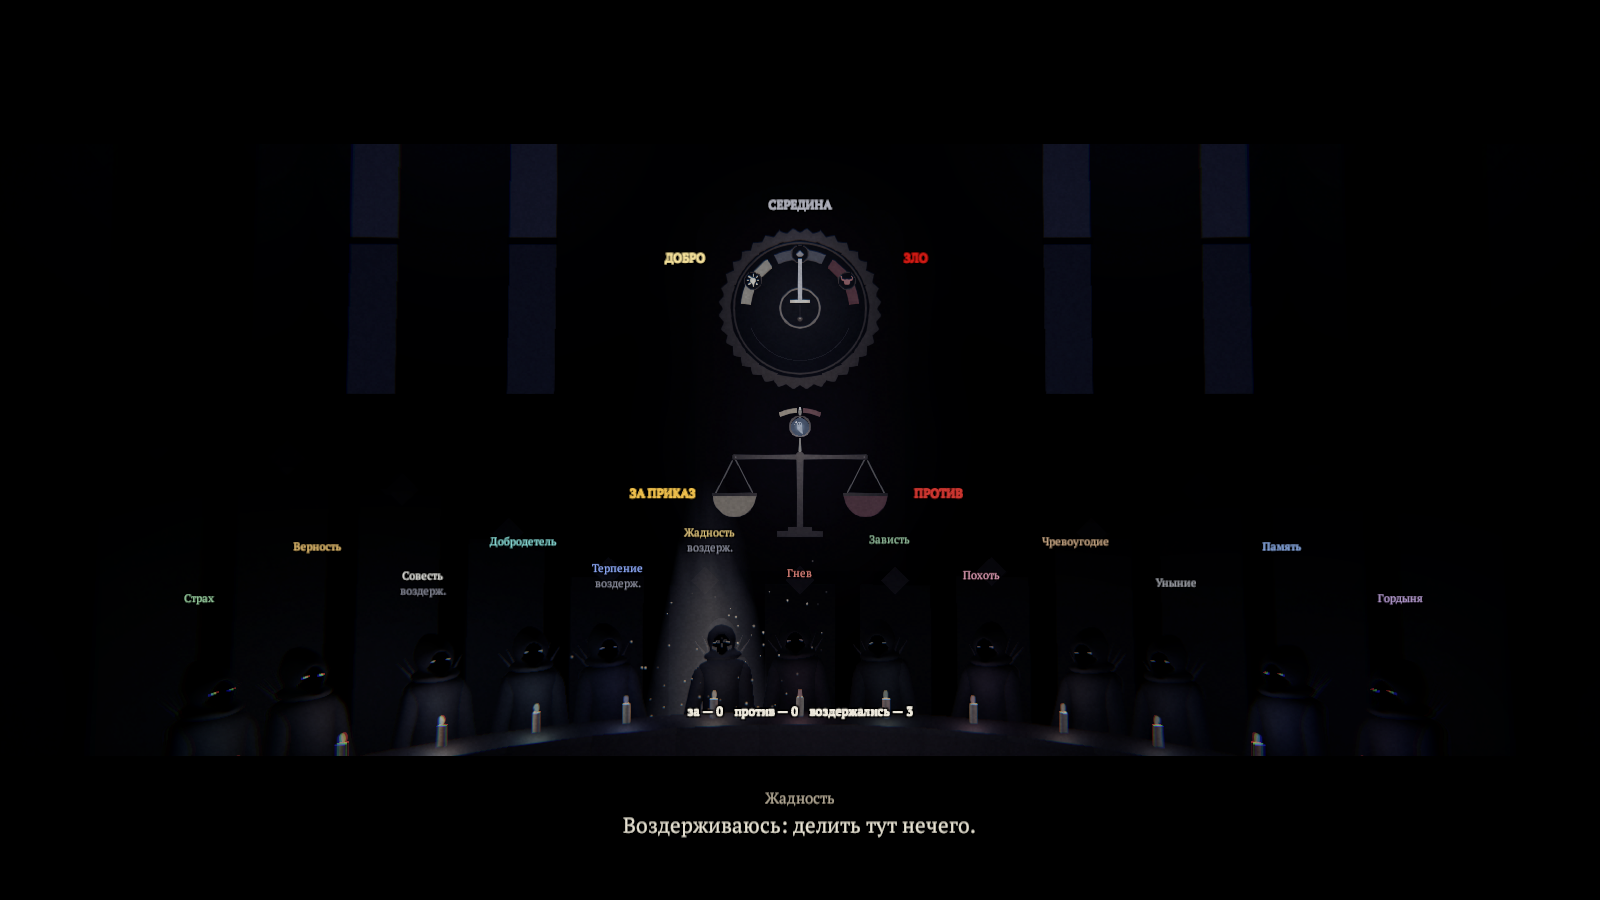 СЕРЕДИНА
ДОБРО
ЗЛО
ЗА ПРИКАЗ
ПРОТИВ
Жадность
воздерж.
Зависть
Добродетель
Чревоугодие
Верность
Память
Терпение
воздерж.
Гнев
Похоть
Совесть
воздерж.
Уныние
Страх
Гордыня
за — 0 против — 0 воздержались — 3
Жадность
Воздерживаюсь: делить тут нечего.